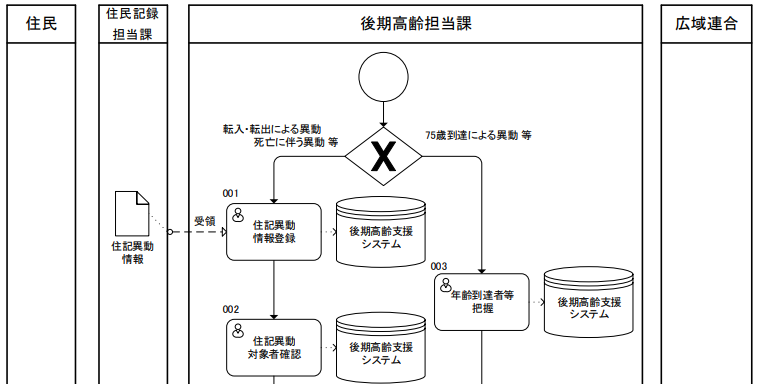 住民
住民記録
担当課
後期高齢担当課
広域連合
転入・転出による異動
死亡に伴う異動 等
75歳到達による異動 等
X
001
受領
住記異動
情報登録
後期高齢支援
システム
住記異動
情報
003
年齢到達者等
把握
後期高齢支援
システム
002
住記異動
対象者確認
後期高齢支援
システム